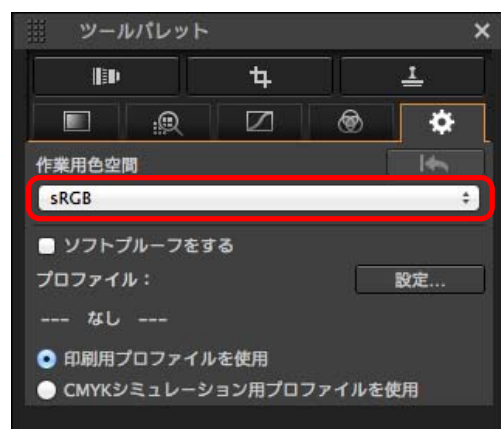 ツールパレット
作業用色空間
sRGB
ソフトプルーフをする
プロファイル：
設定...
--- なし ---
印刷用プロファイルを使用
CMYKシミュレーション用プロファイルを使用